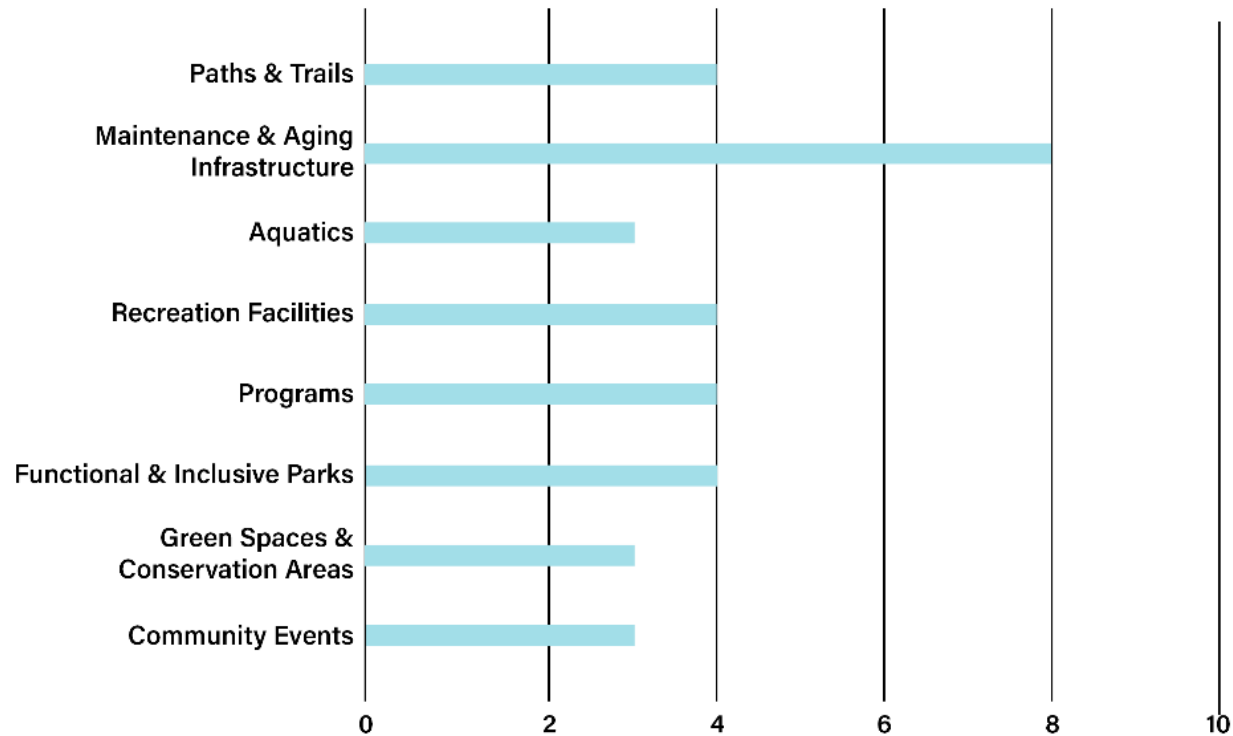 Paths & Trails
Maintenance & Aging
Infrastructure
Aquatics
Recreation Facilities
Programs
Functional & Inclusive Parks
Green Spaces &
Conservation Areas
Community Events
0 2 4 6 8 10